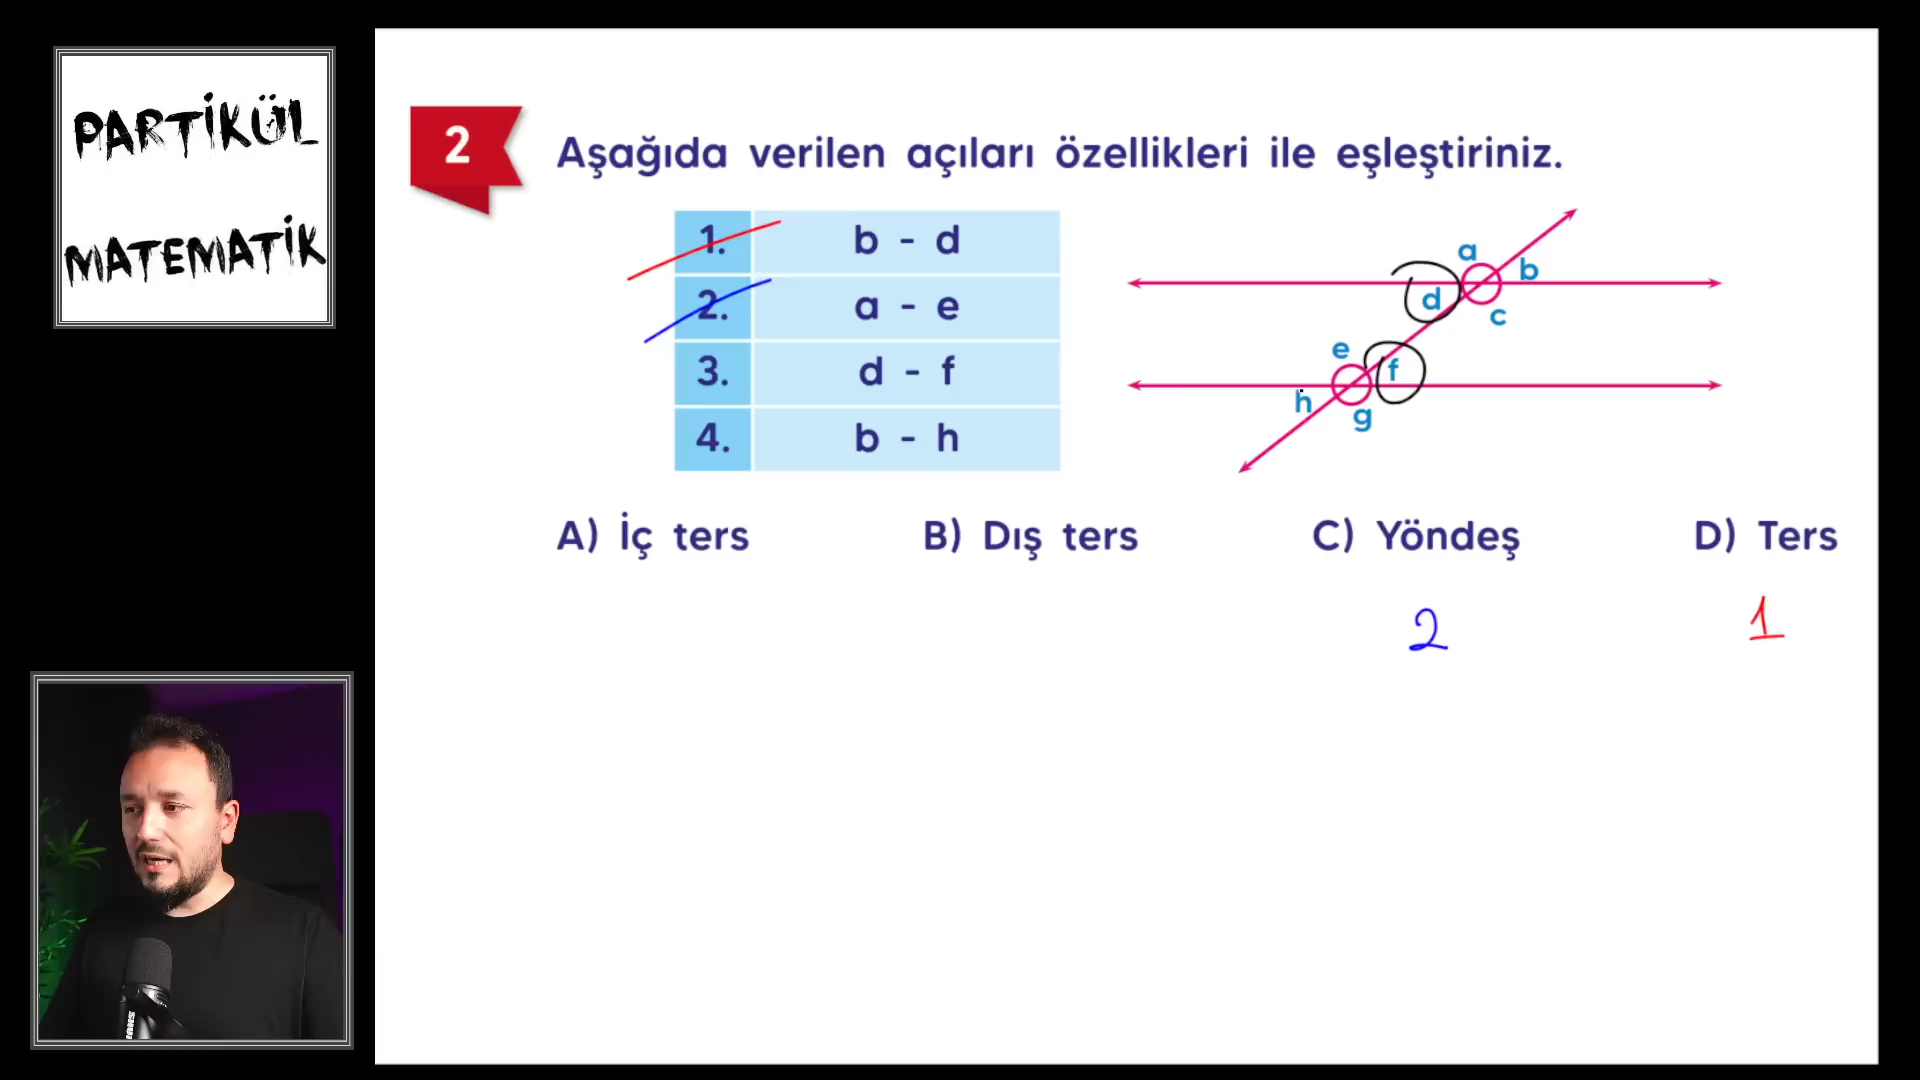 PARTİKÜL
MATEMATİK
2
Aşağıda verilen açıları özellikleri ile eşleştiriniz.
1. b - d
2. a - e
3. d - f
4. b - h
a
b
d
c
e
f
h
g
A) İç ters B) Dış ters C) Yöndeş D) Ters
2 1
SHURE